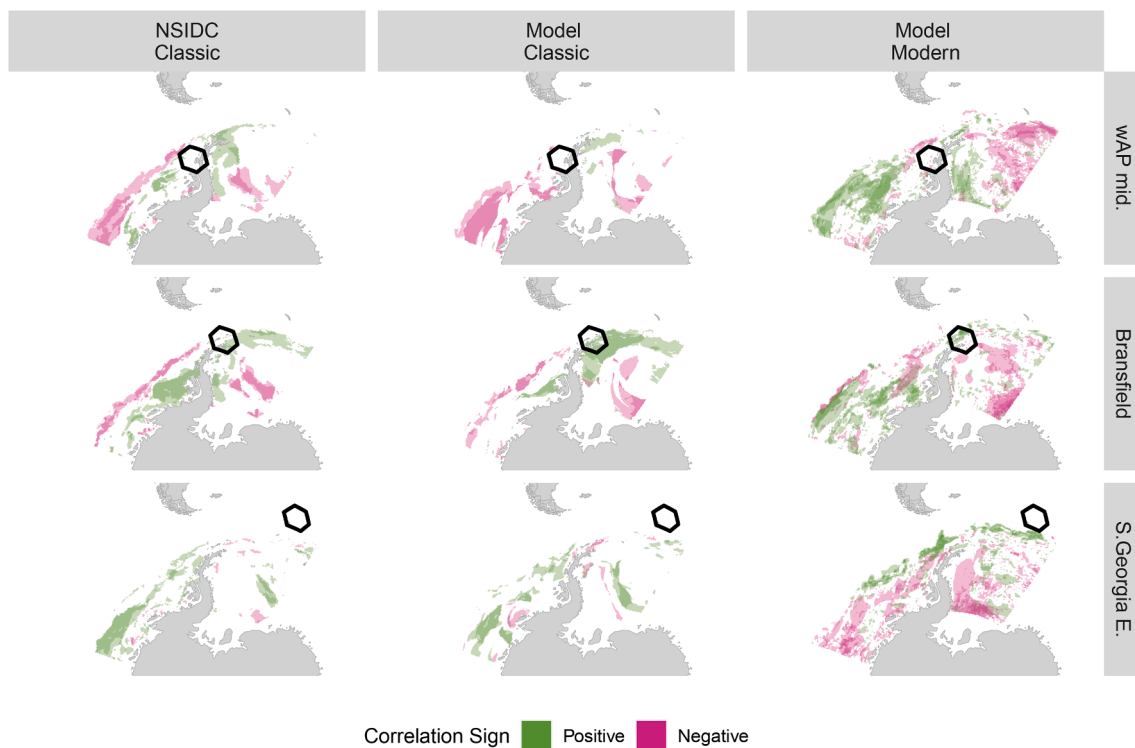 NSIDC
Classic
Model
Classic
Model
Modern
wAP mid.
Bransfield
S.Georgia E.
Correlation Sign Positive Negative